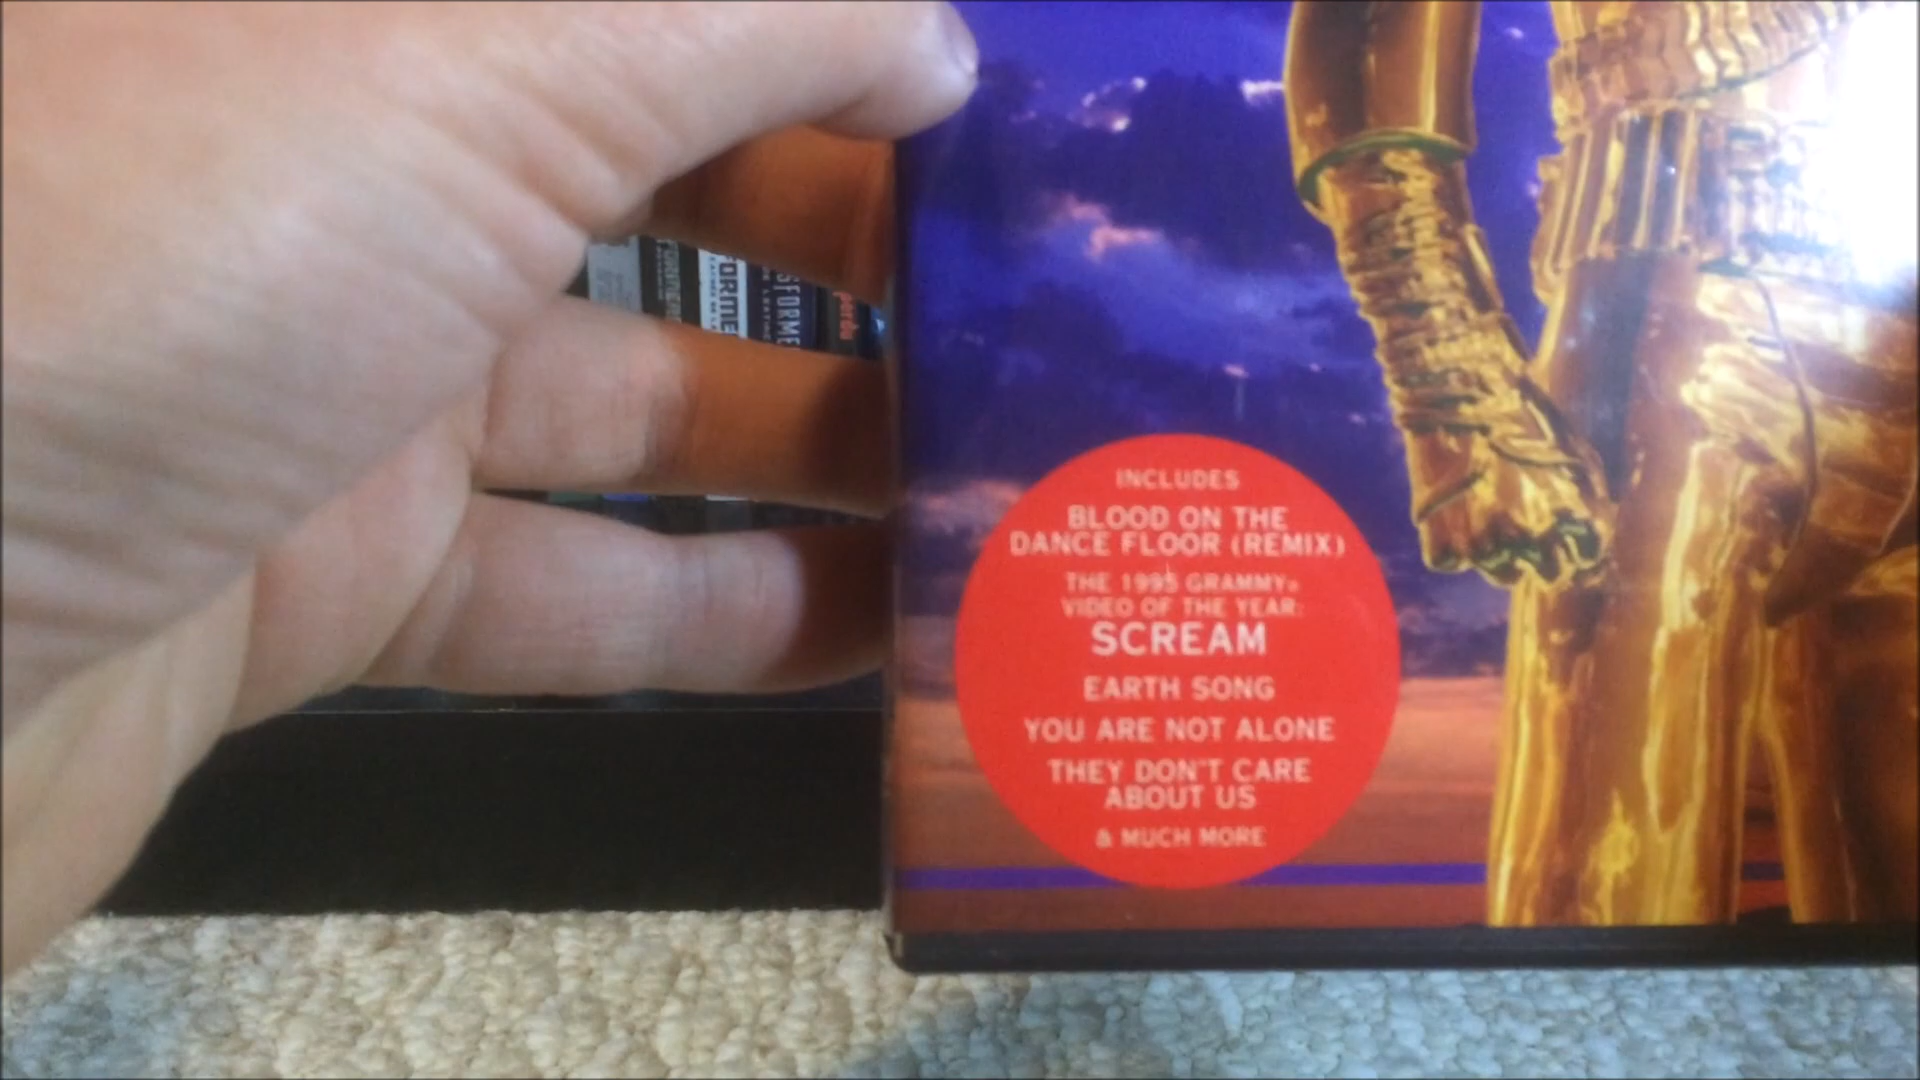 INCLUDES
BLOOD ON THE
DANCE FLOOR (REMIX)
THE 1995 GRAMMY®
VIDEO OF THE YEAR:
SCREAM
EARTH SONG
YOU ARE NOT ALONE
THEY DON'T CARE
ABOUT US
& MUCH MORE